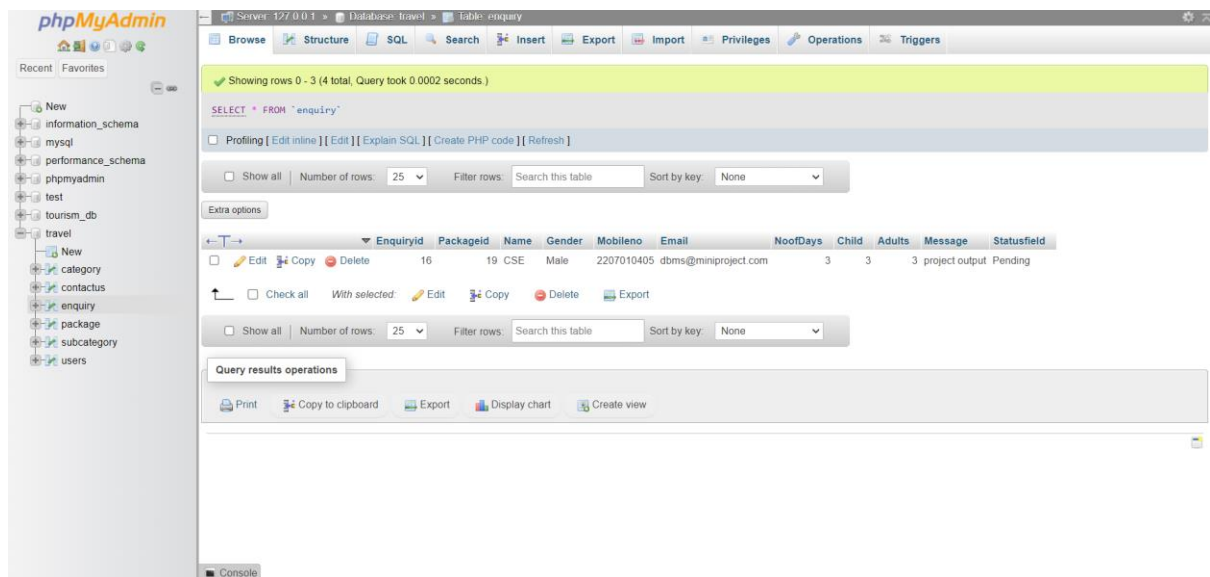 phpMyAdmin
Server: 127.0.0.1 » Database: travel » Table: enquiry
Browse Structure SQL Search Insert Export Import Privileges Operations Triggers
Recent Favorites
New
information_schema
mysql
performance_schema
phpmyadmin
test
tourism_db
travel
New
category
contactus
enquiry
package
subcategory
users
Showing rows 0 - 3 (4 total, Query took 0.0002 seconds.)
SELECT * FROM `enquiry`
Profiling [ Edit inline ] [ Edit ] [ Explain SQL ] [ Create PHP code ] [ Refresh ]
Show all | Number of rows: 25 Filter rows: Search this table Sort by key: None
Extra options
←T→ Enquiryid Packageid Name Gender Mobileno Email NoofDays Child Adults Message Statusfield
Edit Copy Delete 16 19 CSE Male 2207010405 dbms@miniproject.com 3 3 3 project output Pending
Check all With selected: Edit Copy Delete Export
Show all | Number of rows: 25 Filter rows: Search this table Sort by key: None
Query results operations
Print Copy to clipboard Export Display chart Create view
Console